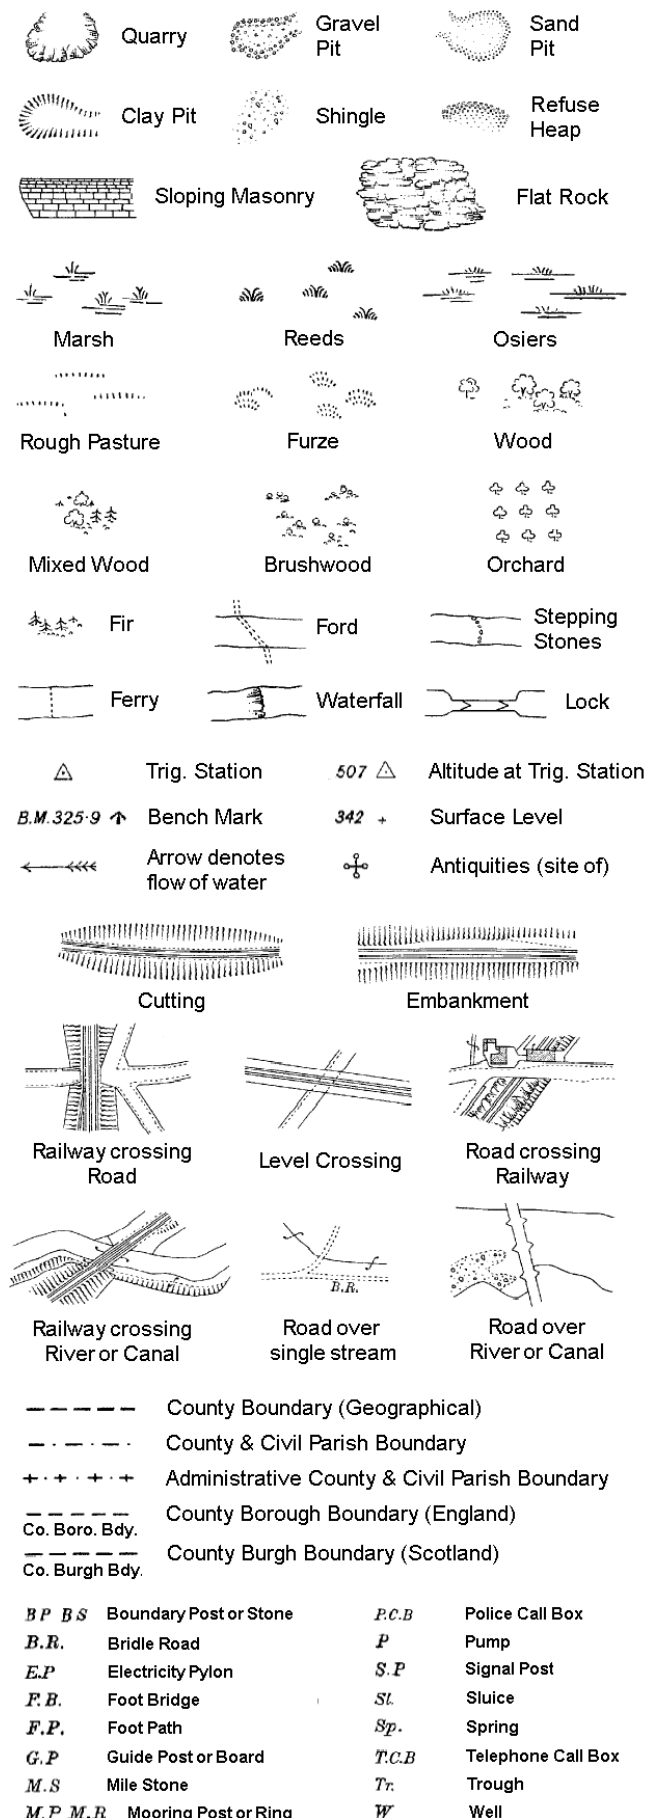 Quarry
Gravel
Pit
Sand
Pit
Clay Pit
Shingle
Refuse
Heap
Sloping Masonry
Flat Rock
Marsh
Reeds
Osiers
Rough Pasture
Furze
Wood
Mixed Wood
Brushwood
Orchard
Fir
Ford
Stepping
Stones
Ferry
Waterfall
Lock
Trig. Station
507
Altitude at Trig. Station
B.M.325·9
Bench Mark
342
Surface Level
Arrow denotes
flow of water
Antiquities (site of)
Cutting
Embankment
Railway crossing
Road
Level Crossing
Road crossing
Railway
Railway crossing
River or Canal
B.R.
Road over
single stream
Road over
River or Canal
County Boundary (Geographical)
County & Civil Parish Boundary
Administrative County & Civil Parish Boundary
County Borough Boundary (England)
Co. Boro. Bdy.
County Burgh Boundary (Scotland)
Co. Burgh Bdy.
B P B S Boundary Post or Stone
B.R. Bridle Road
E.P Electricity Pylon
F.B. Foot Bridge
F.P. Foot Path
G.P Guide Post or Board
M.S Mile Stone
M.P M.R Mooring Post or Ring
P.C.B Police Call Box
P Pump
S.P Signal Post
Sl. Sluice
Sp. Spring
T.C.B Telephone Call Box
Tr. Trough
W Well